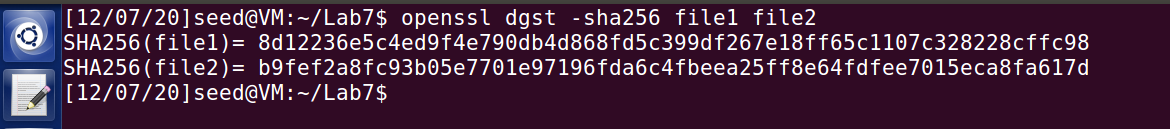 [12/07/20]seed@VM:~/Lab7$ openssl dgst -sha256 file1 file2
SHA256(file1)= 8d12236e5c4ed9f4e790db4d868fd5c399df267e18ff65c1107c328228cffc98
SHA256(file2)= b9fef2a8fc93b05e7701e97196fda6c4fbeea25ff8e64fdfee7015eca8fa617d
[12/07/20]seed@VM:~/Lab7$